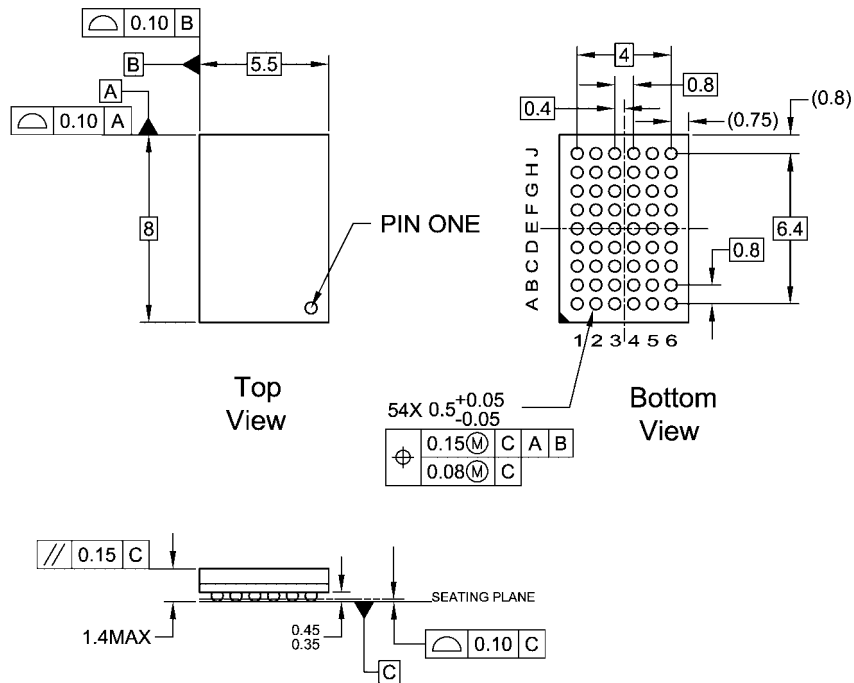 0.10 B
B
5.5
A
0.10 A
8
PIN ONE
Top
View
4
0.8
0.4
(0.75)
(0.8)
6.4
0.8
J
H
G
F
E
D
C
B
A
1 2 3 4 5 6
54X 0.5 +0.05
-0.05
⌖ 0.15Ⓜ C A B
0.08Ⓜ C
Bottom
View
// 0.15 C
1.4MAX
0.45
0.35
SEATING PLANE
0.10 C
C